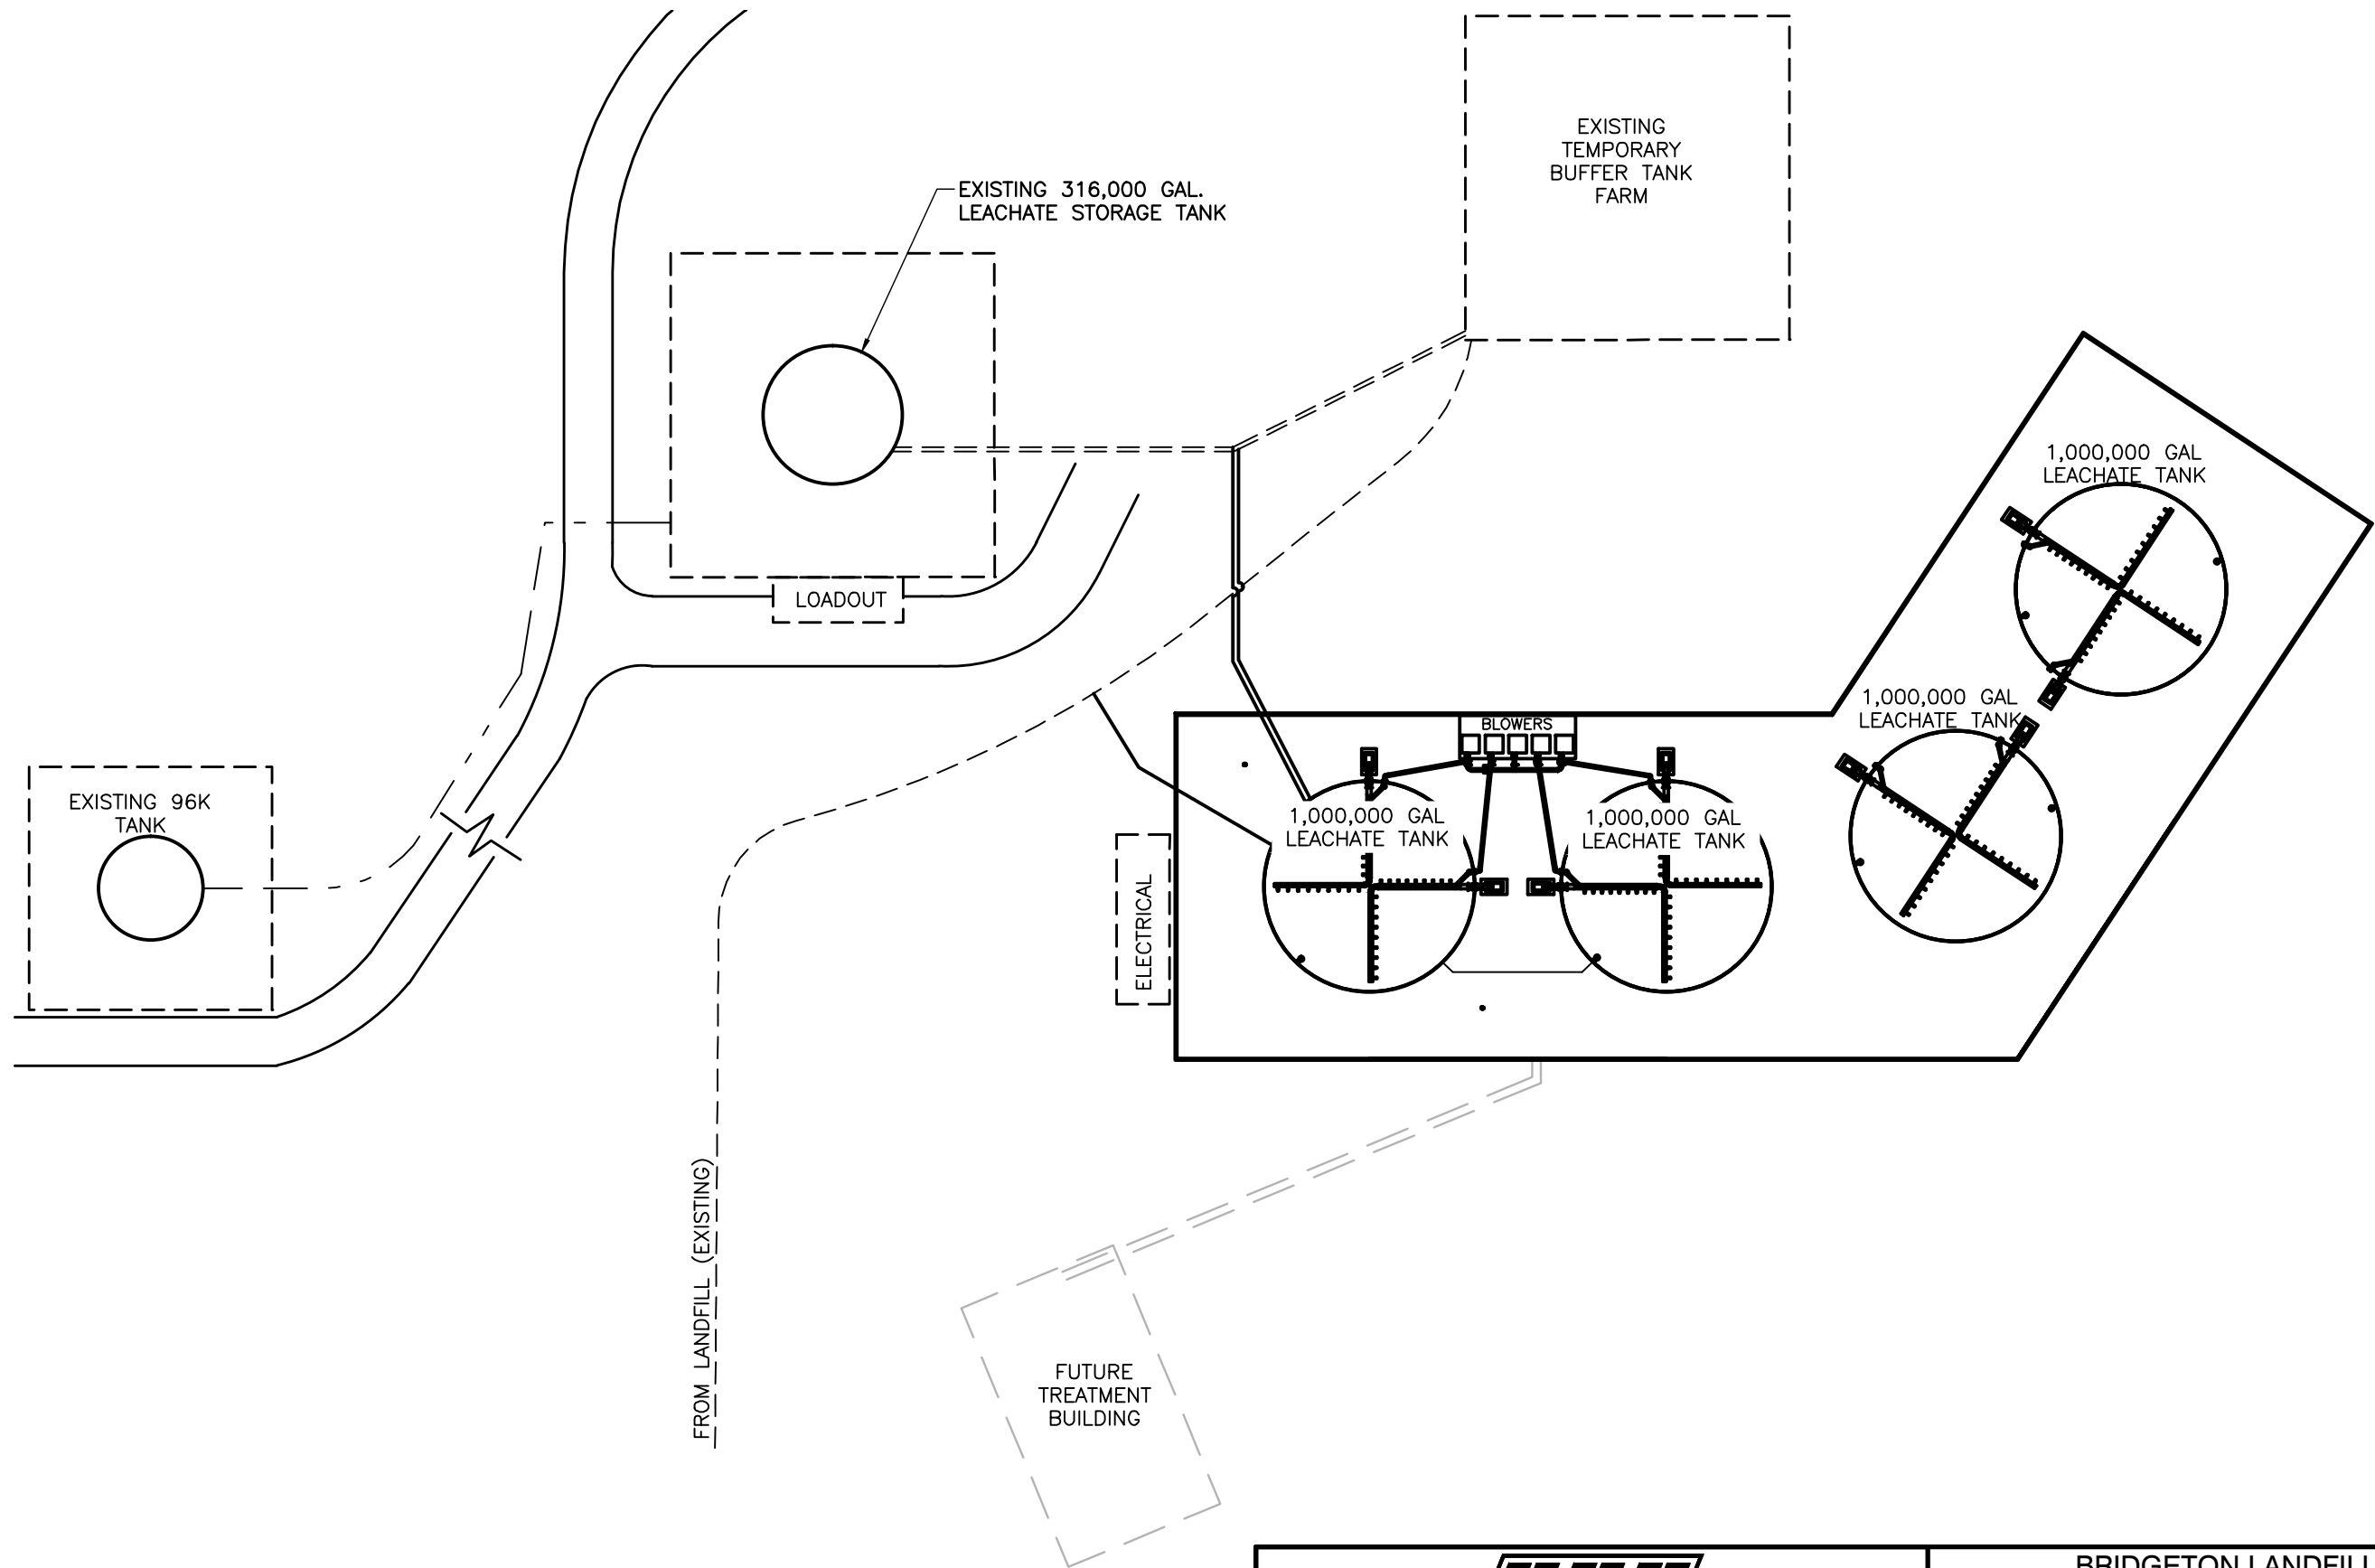 EXISTING
TEMPORARY
BUFFER TANK
FARM
EXISTING 316,000 GAL.
LEACHATE STORAGE TANK
1,000,000 GAL
LEACHATE TANK
LOADOUT
1,000,000 GAL
LEACHATE TANK
BLOWERS
EXISTING 96K
TANK
1,000,000 GAL
LEACHATE TANK
1,000,000 GAL
LEACHATE TANK
ELECTRICAL
FROM LANDFILL (EXISTING)
FUTURE
TREATMENT
BUILDING
BRIDGETON LANDFILL